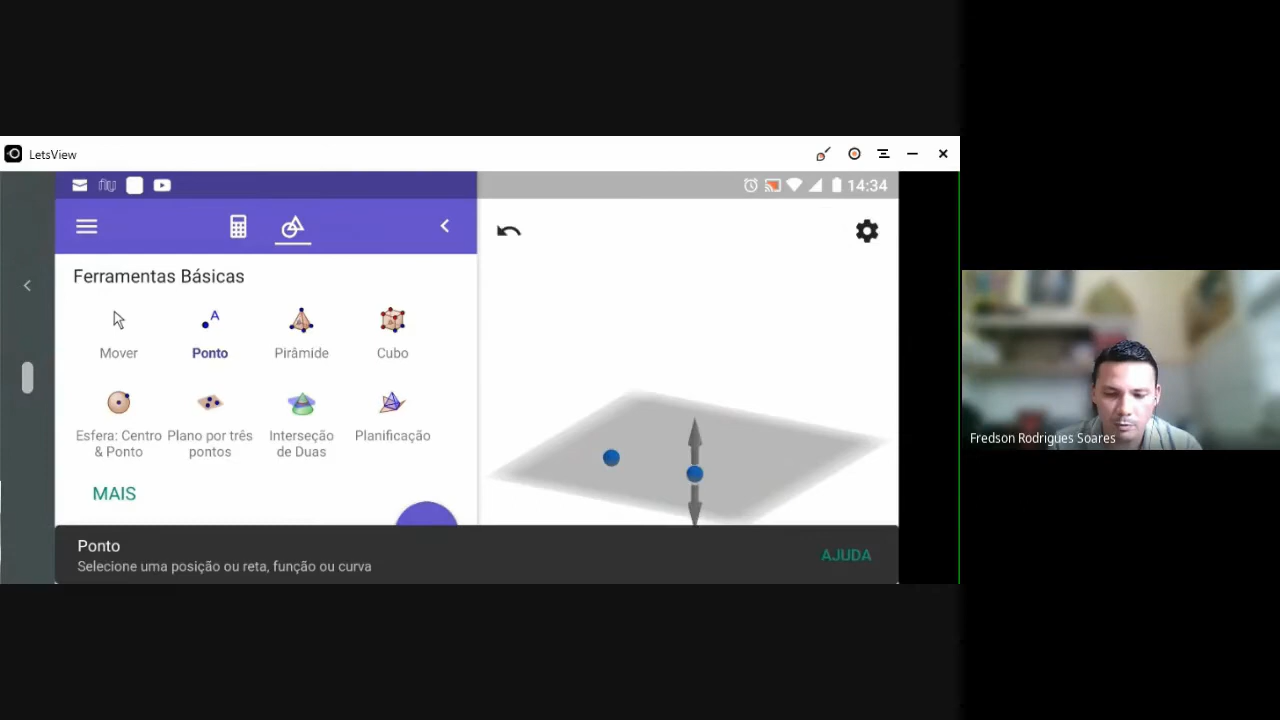 LetsView
14:34
Ferramentas Básicas
A
Mover
Ponto
Pirâmide
Cubo
Esfera: Centro
& Ponto
Plano por três
pontos
Interseção
de Duas
Planificação
MAIS
Ponto
Selecione uma posição ou reta, função ou curva
AJUDA
Fredson Rodrigues Soares